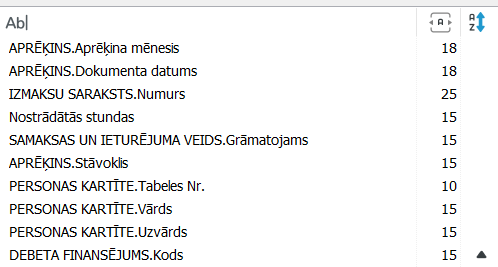 Ab A A Z
APRĒĶINS.Aprēķina mēnesis 18
APRĒĶINS.Dokumenta datums 18
IZMAKSU SARAKSTS.Numurs 25
Nostrādātās stundas 15
SAMAKSAS UN IETURĒJUMA VEIDS.Grāmatojams 15
APRĒĶINS.Stāvoklis 15
PERSONAS KARTĪTE.Tabeles Nr. 10
PERSONAS KARTĪTE.Vārds 15
PERSONAS KARTĪTE.Uzvārds 15
DEBETA FINANSĒJUMS.Kods 15